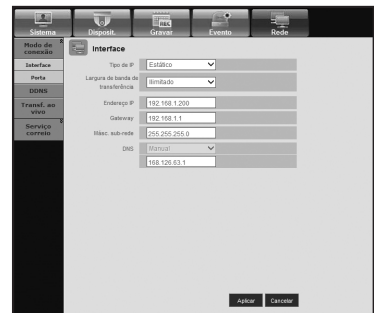 Sistema
Disposit.
Gravar
Evento
Rede
Modo de
conexão
Interface
Porta
DDNS
Transf. ao
vivo
Serviço
correio
Interface
Tipo de IP
Estático
Largura de banda de
transferência
Ilimitado
Endereço IP
192.168.1.200
Gateway
192.168.1.1
Másc. sub-rede
255.255.255.0
DNS
Manual
168.126.63.1
Aplicar
Cancelar